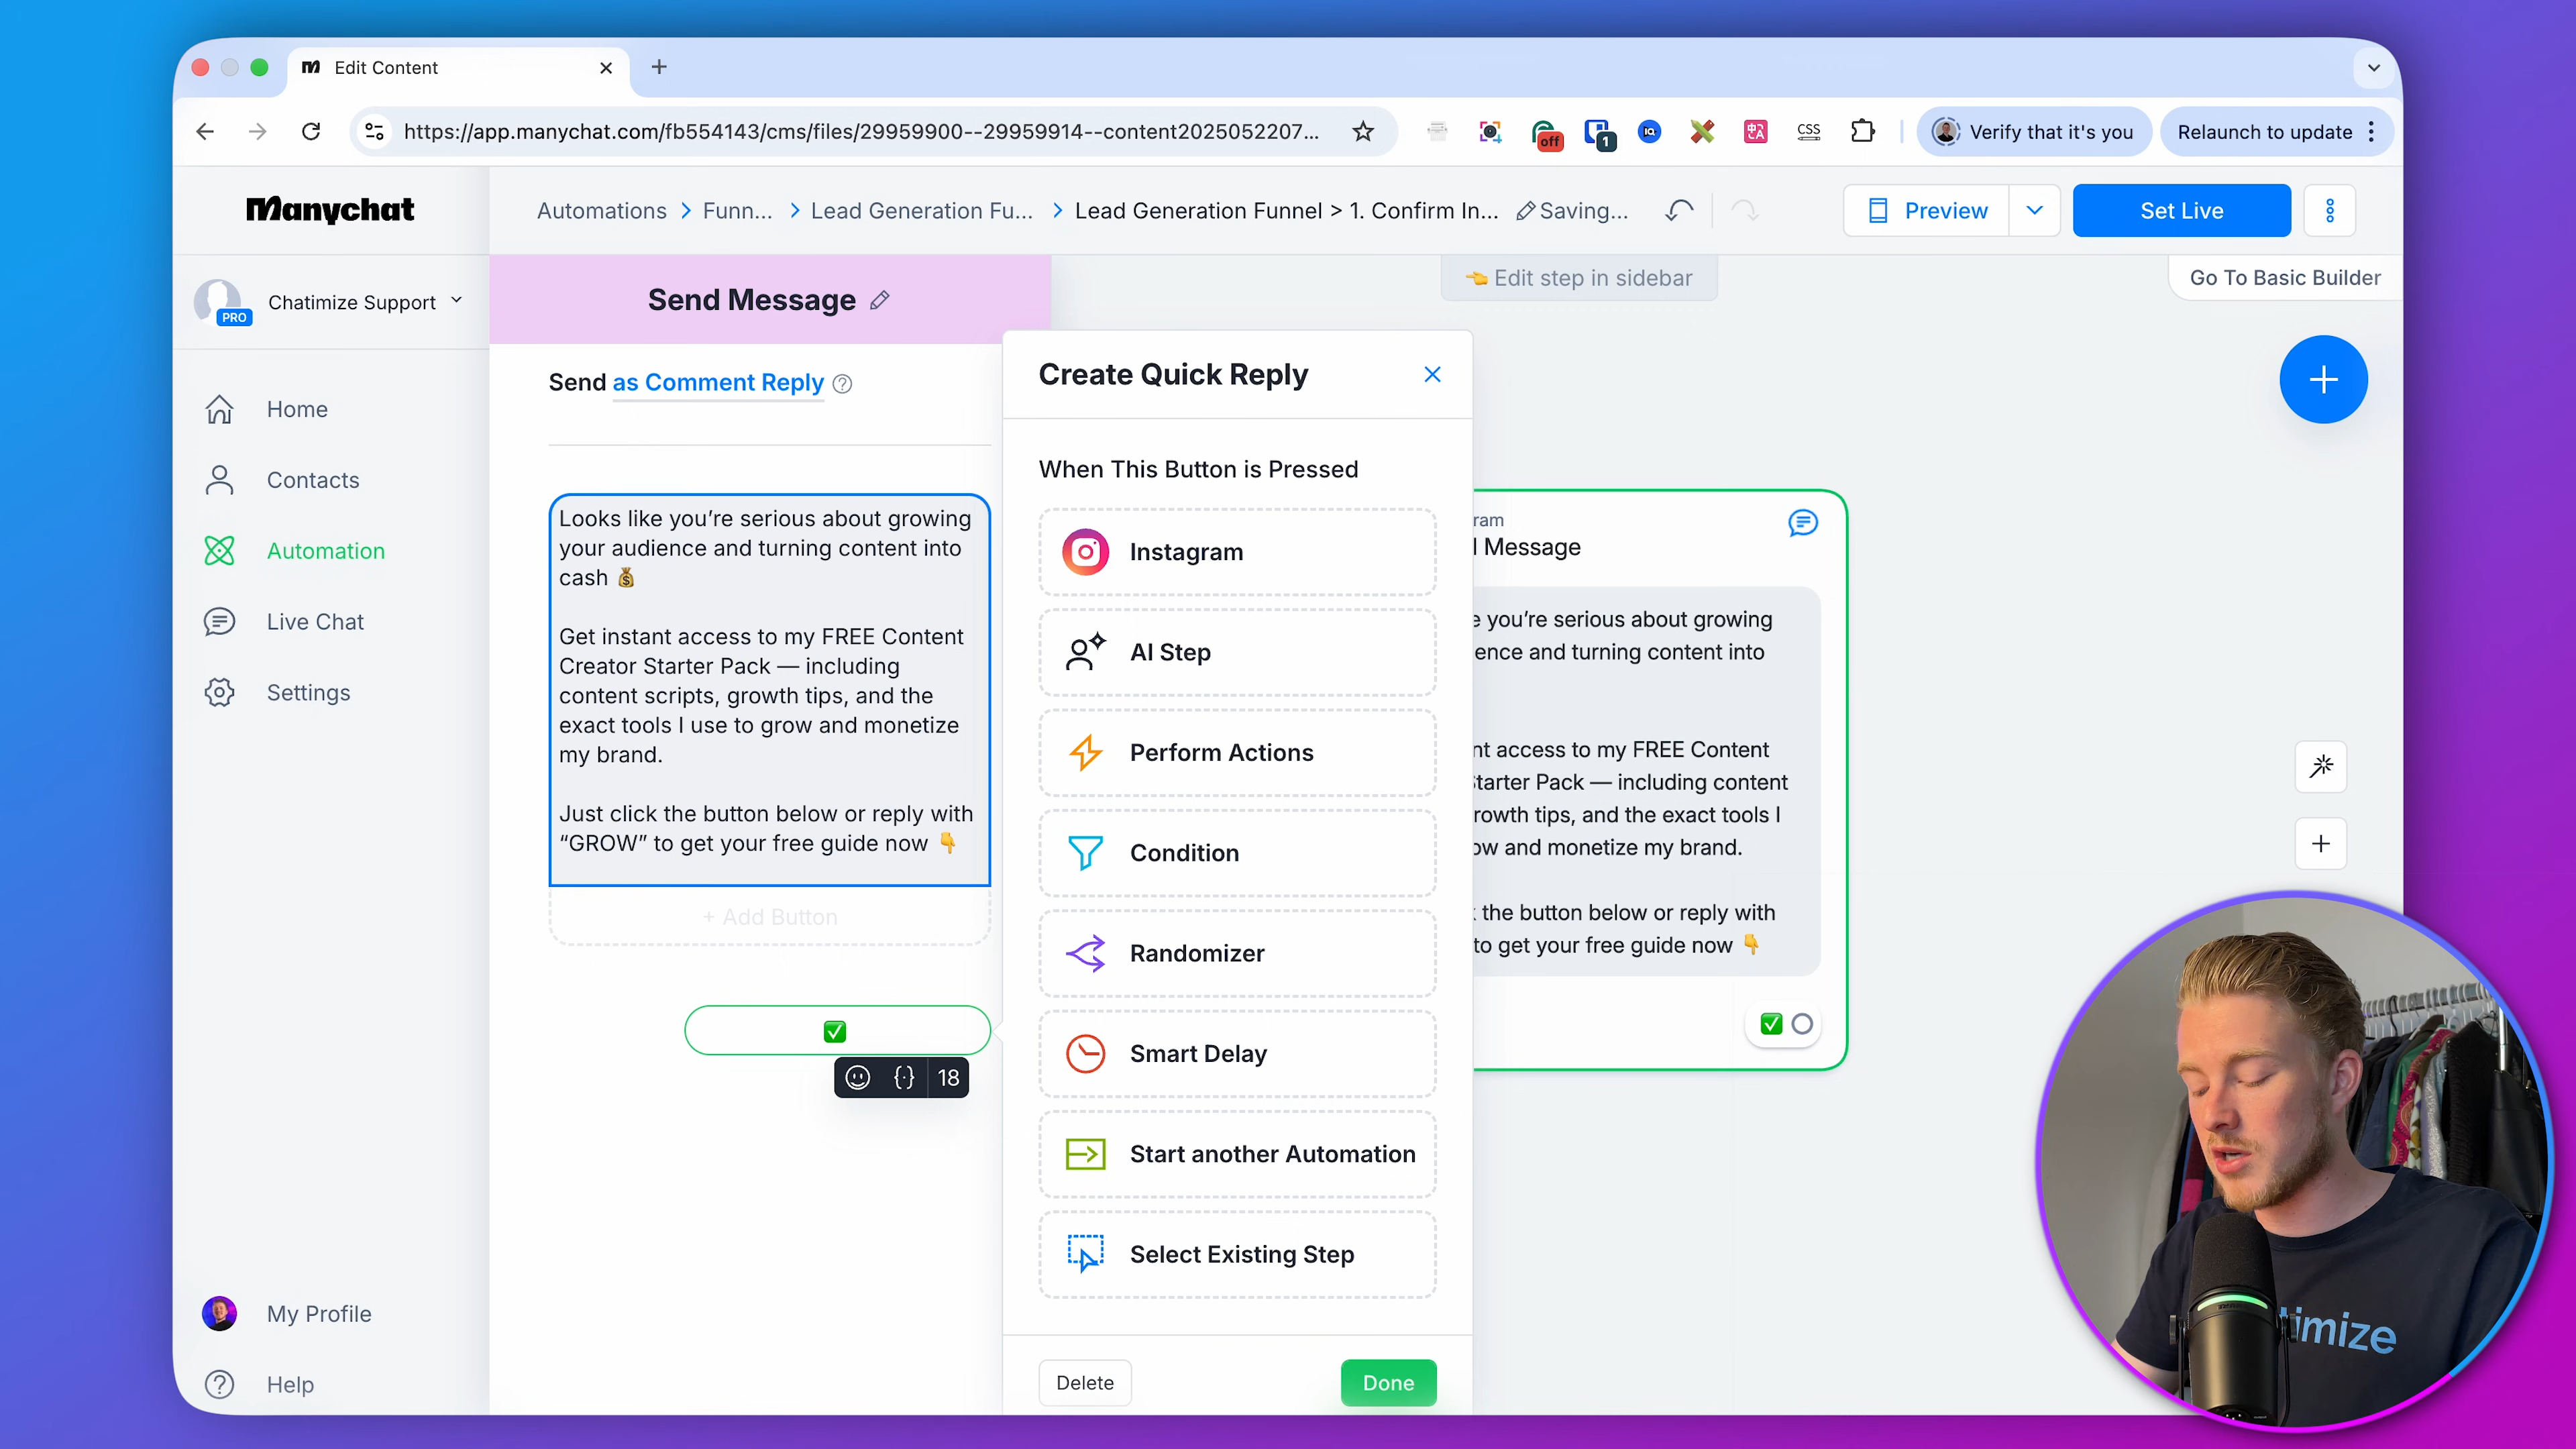 Edit Content
https://app.manychat.com/fb554143/cms/files/29959900--29959914--content2025052207...
off
1
IQ
CSS
Verify that it's you
Relaunch to update
Manychat
Automations > Funn... > Lead Generation Fu... > Lead Generation Funnel > 1. Confirm In...
Saving...
Preview
Set Live
PRO
Chatimize Support
Home
Contacts
Automation
Live Chat
Settings
My Profile
Help
Send Message
👈 Edit step in sidebar
Go To Basic Builder
Send as Comment Reply
Looks like you’re serious about growing
your audience and turning content into
cash 💰
Get instant access to my FREE Content
Creator Starter Pack — including
content scripts, growth tips, and the
exact tools I use to grow and monetize
my brand.
Just click the button below or reply with
“GROW” to get your free guide now 👇
+ Add Button
✅
18
Create Quick Reply
When This Button is Pressed
Instagram
AI Step
Perform Actions
Condition
Randomizer
Smart Delay
Start another Automation
Select Existing Step
Delete
Done
ram
Message
you’re serious about growing
ence and turning content into
nt access to my FREE Content
Starter Pack — including content
rowth tips, and the exact tools I
ow and monetize my brand.
the button below or reply with
to get your free guide now 👇
✅
timize